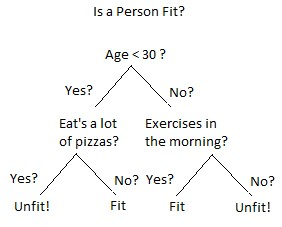 Is a Person Fit?
Age < 30 ?
Yes?
No?
Eat's a lot
of pizzas?
Exercises in
the morning?
Yes?
No?
Yes?
No?
Unfit!
Fit
Fit
Unfit!